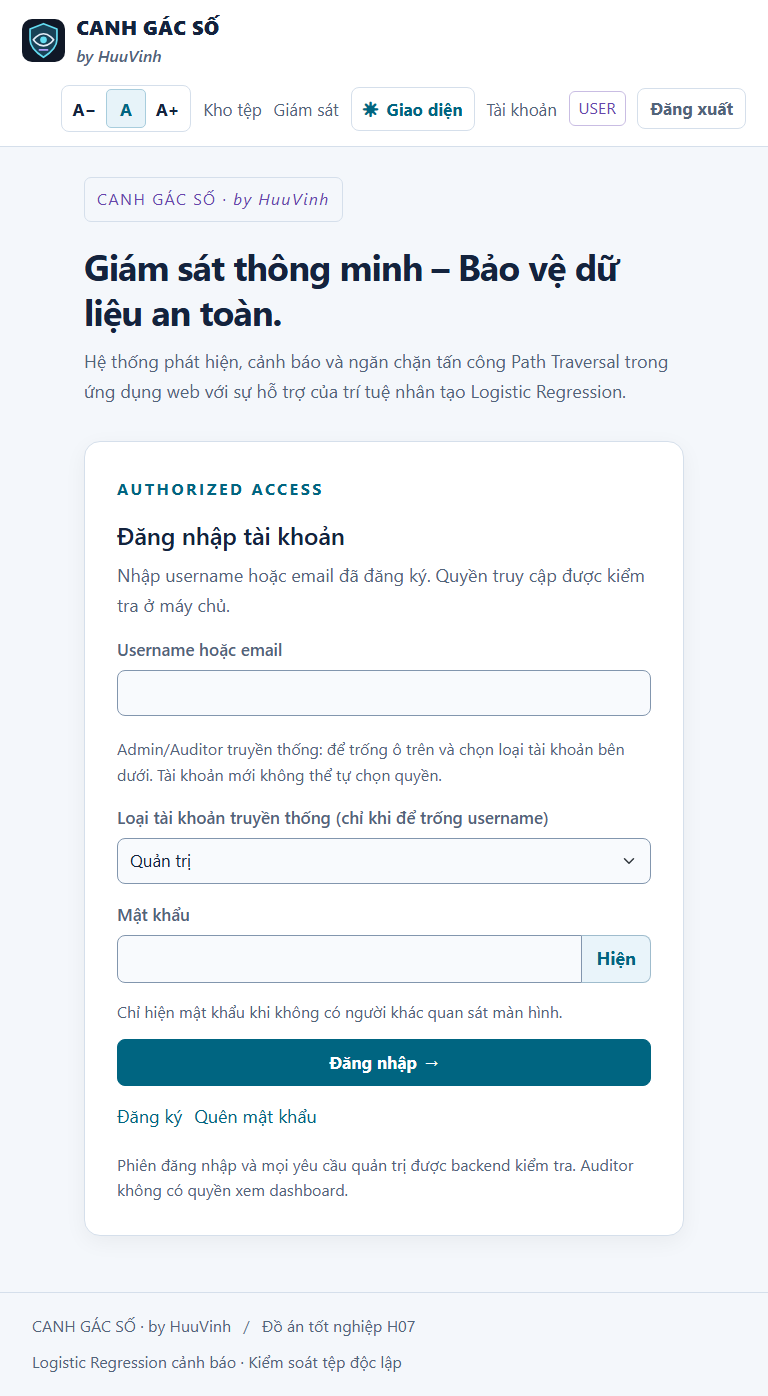 CANH GÁC SỐ
by HuuVinh
A− A A+ Kho tệp Giám sát ✷ Giao diện Tài khoản USER Đăng xuất
CANH GÁC SỐ · by HuuVinh
Giám sát thông minh – Bảo vệ dữ
liệu an toàn.
Hệ thống phát hiện, cảnh báo và ngăn chặn tấn công Path Traversal trong
ứng dụng web với sự hỗ trợ của trí tuệ nhân tạo Logistic Regression.
AUTHORIZED ACCESS
Đăng nhập tài khoản
Nhập username hoặc email đã đăng ký. Quyền truy cập được kiểm
tra ở máy chủ.
Username hoặc email
Admin/Auditor truyền thống: để trống ô trên và chọn loại tài khoản bên
dưới. Tài khoản mới không thể tự chọn quyền.
Loại tài khoản truyền thống (chỉ khi để trống username)
Quản trị
Mật khẩu
Hiện
Chỉ hiện mật khẩu khi không có người khác quan sát màn hình.
Đăng nhập →
Đăng ký Quên mật khẩu
Phiên đăng nhập và mọi yêu cầu quản trị được backend kiểm tra. Auditor
không có quyền xem dashboard.
CANH GÁC SỐ · by HuuVinh / Đồ án tốt nghiệp H07
Logistic Regression cảnh báo · Kiểm soát tệp độc lập